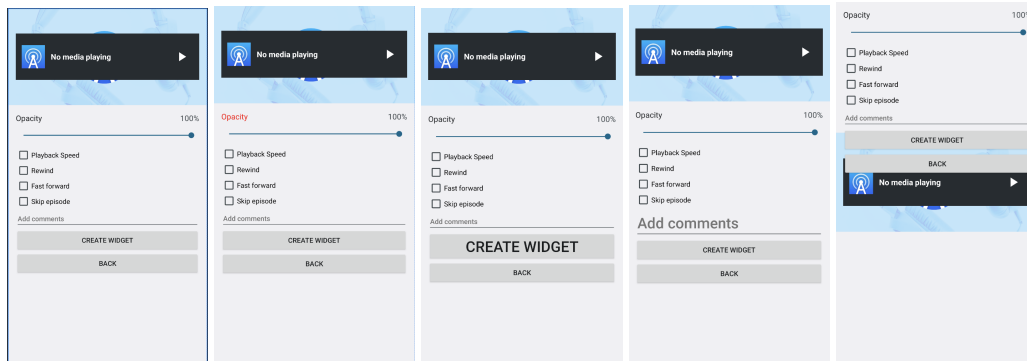 No media playing
Opacity 100%
Playback Speed
Rewind
Fast forward
Skip episode
Add comments
CREATE WIDGET
BACK
No media playing
Opacity 100%
Playback Speed
Rewind
Fast forward
Skip episode
Add comments
CREATE WIDGET
BACK
No media playing
Opacity 100%
Playback Speed
Rewind
Fast forward
Skip episode
Add comments
CREATE WIDGET
BACK
No media playing
Opacity 100%
Playback Speed
Rewind
Fast forward
Skip episode
Add comments
CREATE WIDGET
BACK
Opacity 100%
Playback Speed
Rewind
Fast forward
Skip episode
Add comments
CREATE WIDGET
BACK
No media playing